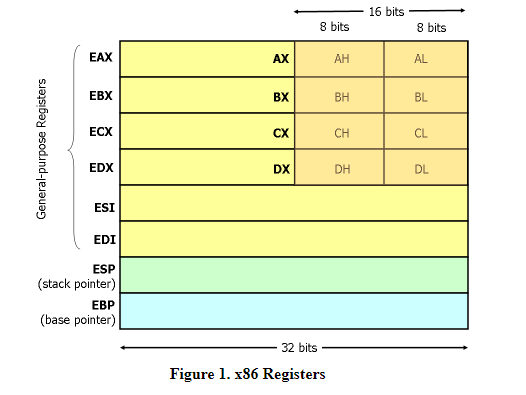 16 bits
8 bits 8 bits
General-purpose Registers
EAX AX AH AL
EBX BX BH BL
ECX CX CH CL
EDX DX DH DL
ESI
EDI
ESP
(stack pointer)
EBP
(base pointer)
32 bits
Figure 1. x86 Registers